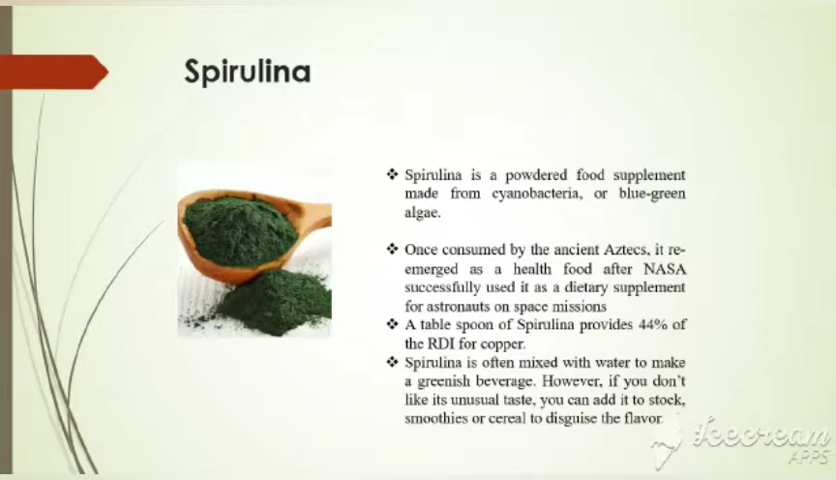 Spirulina
❖ Spirulina is a powdered food supplement
made from cyanobacteria, or blue-green
algae.
❖ Once consumed by the ancient Aztecs, it re-
emerged as a health food after NASA
successfully used it as a dietary supplement
for astronauts on space missions
❖ A table spoon of Spirulina provides 44% of
the RDI for copper.
❖ Spirulina is often mixed with water to make
a greenish beverage. However, if you don't
like its unusual taste, you can add it to stock,
smoothies or cereal to disguise the flavor.
Icecream
APPS